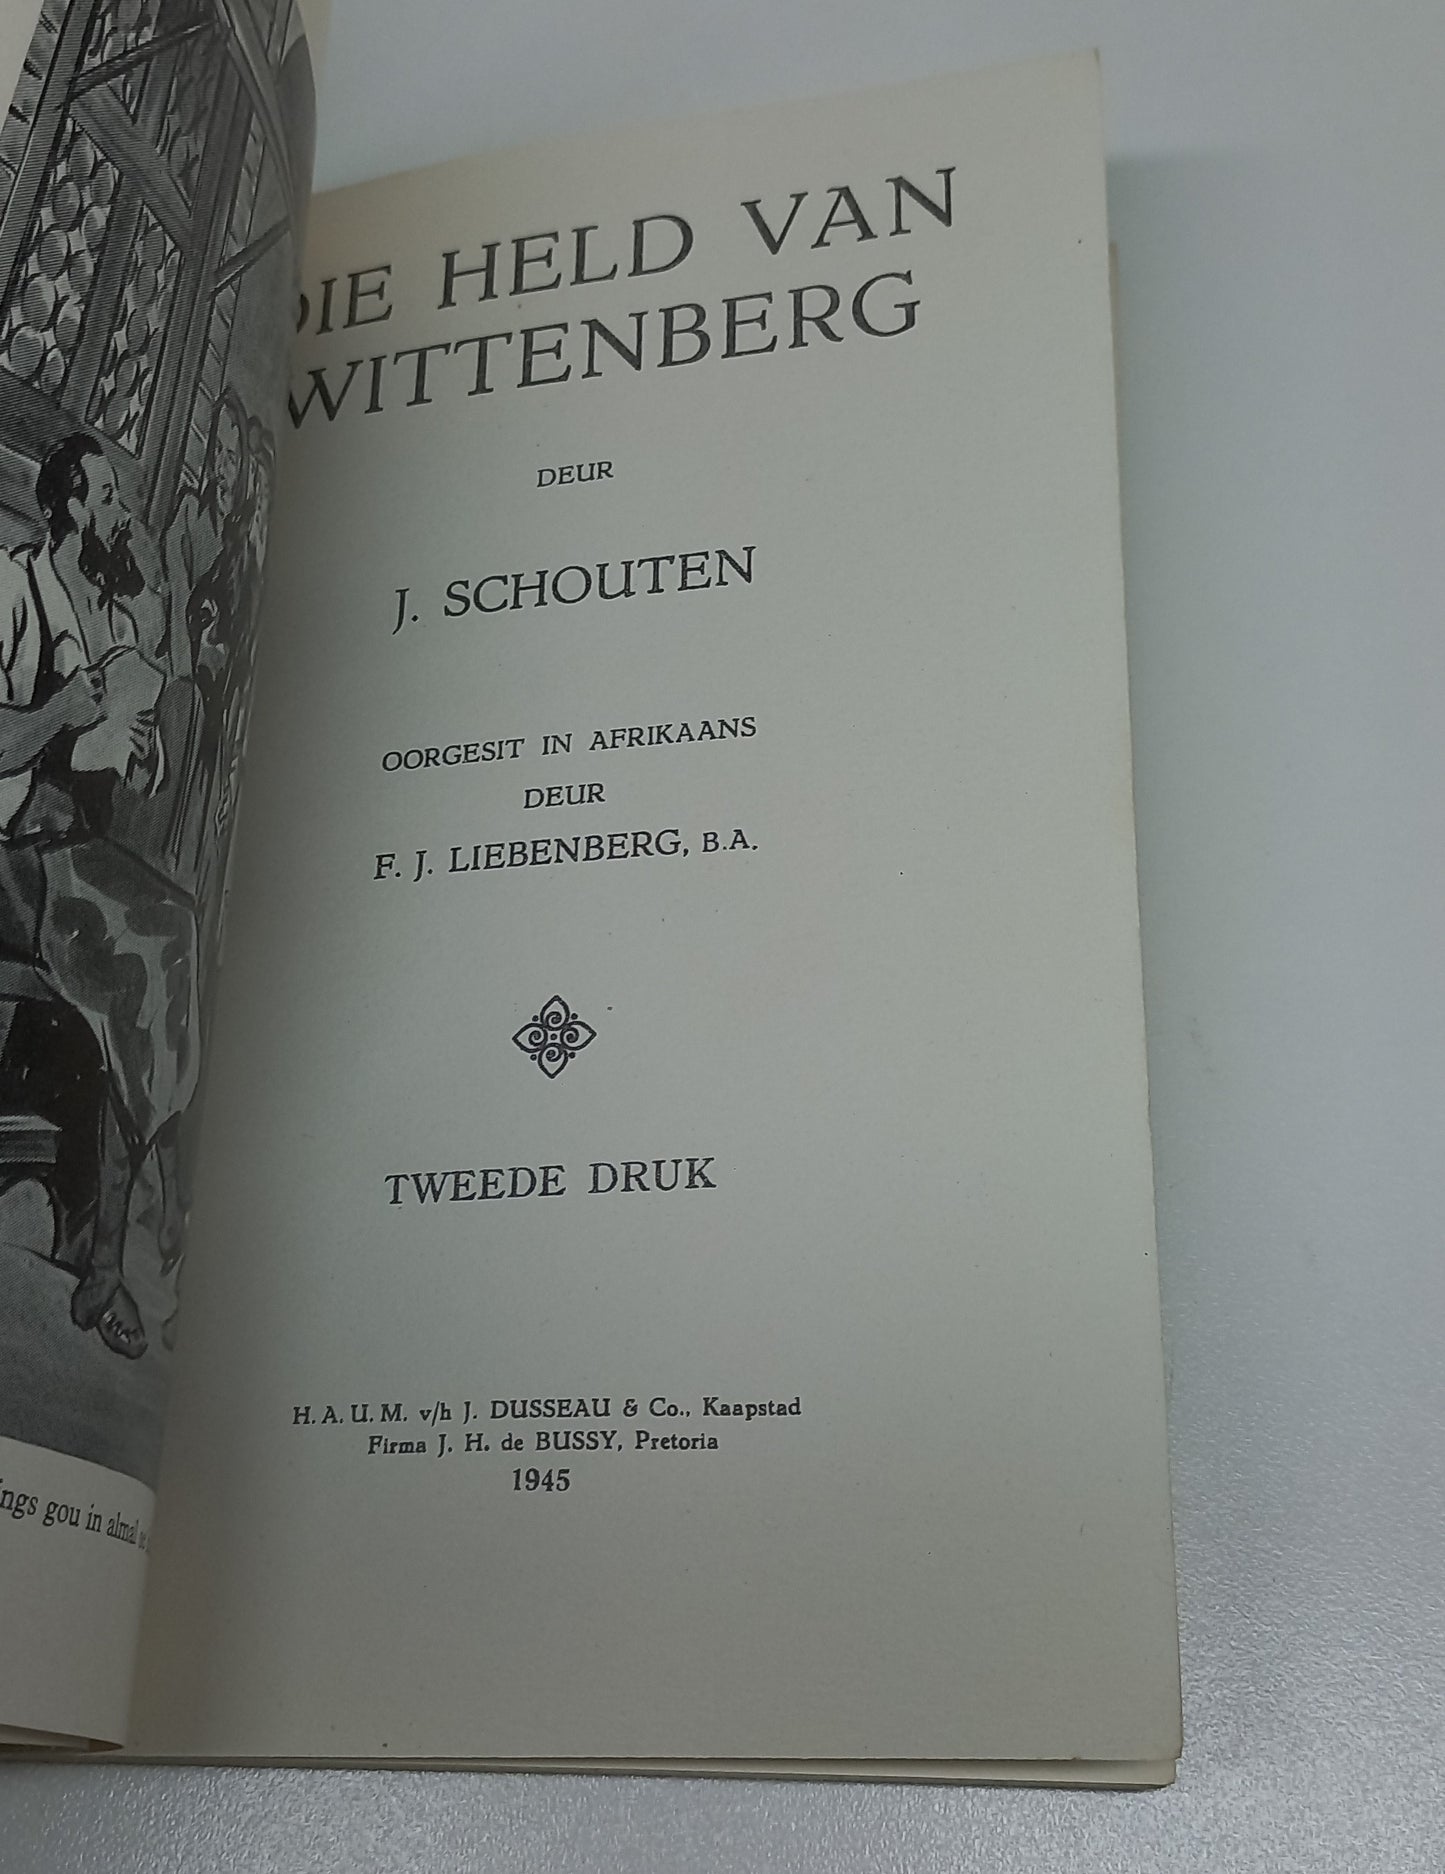 DIE HELD VAN
WITTENBERG
DEUR
J. SCHOUTEN
OORGESIT IN AFRIKAANS
DEUR
F. J. LIEBENBERG, B.A.
TWEEDE DRUK
H. A. U. M. v/h J. DUSSEAU & Co., Kaapstad
Firma J. H. de BUSSY, Pretoria
1945
gou in almal